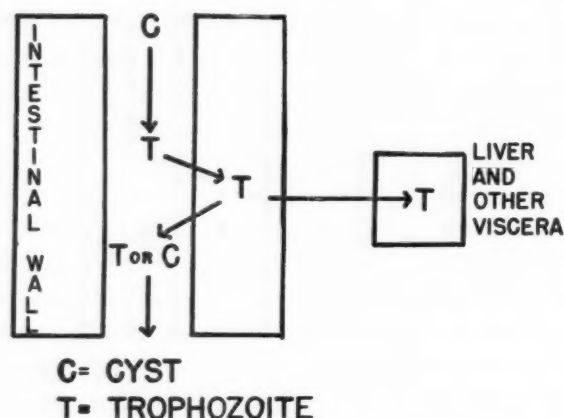 INTESTINAL WALL
C
T
T
T OR C
T
LIVER
AND
OTHER
VISCERA
C= CYST
T= TROPHOZOITE